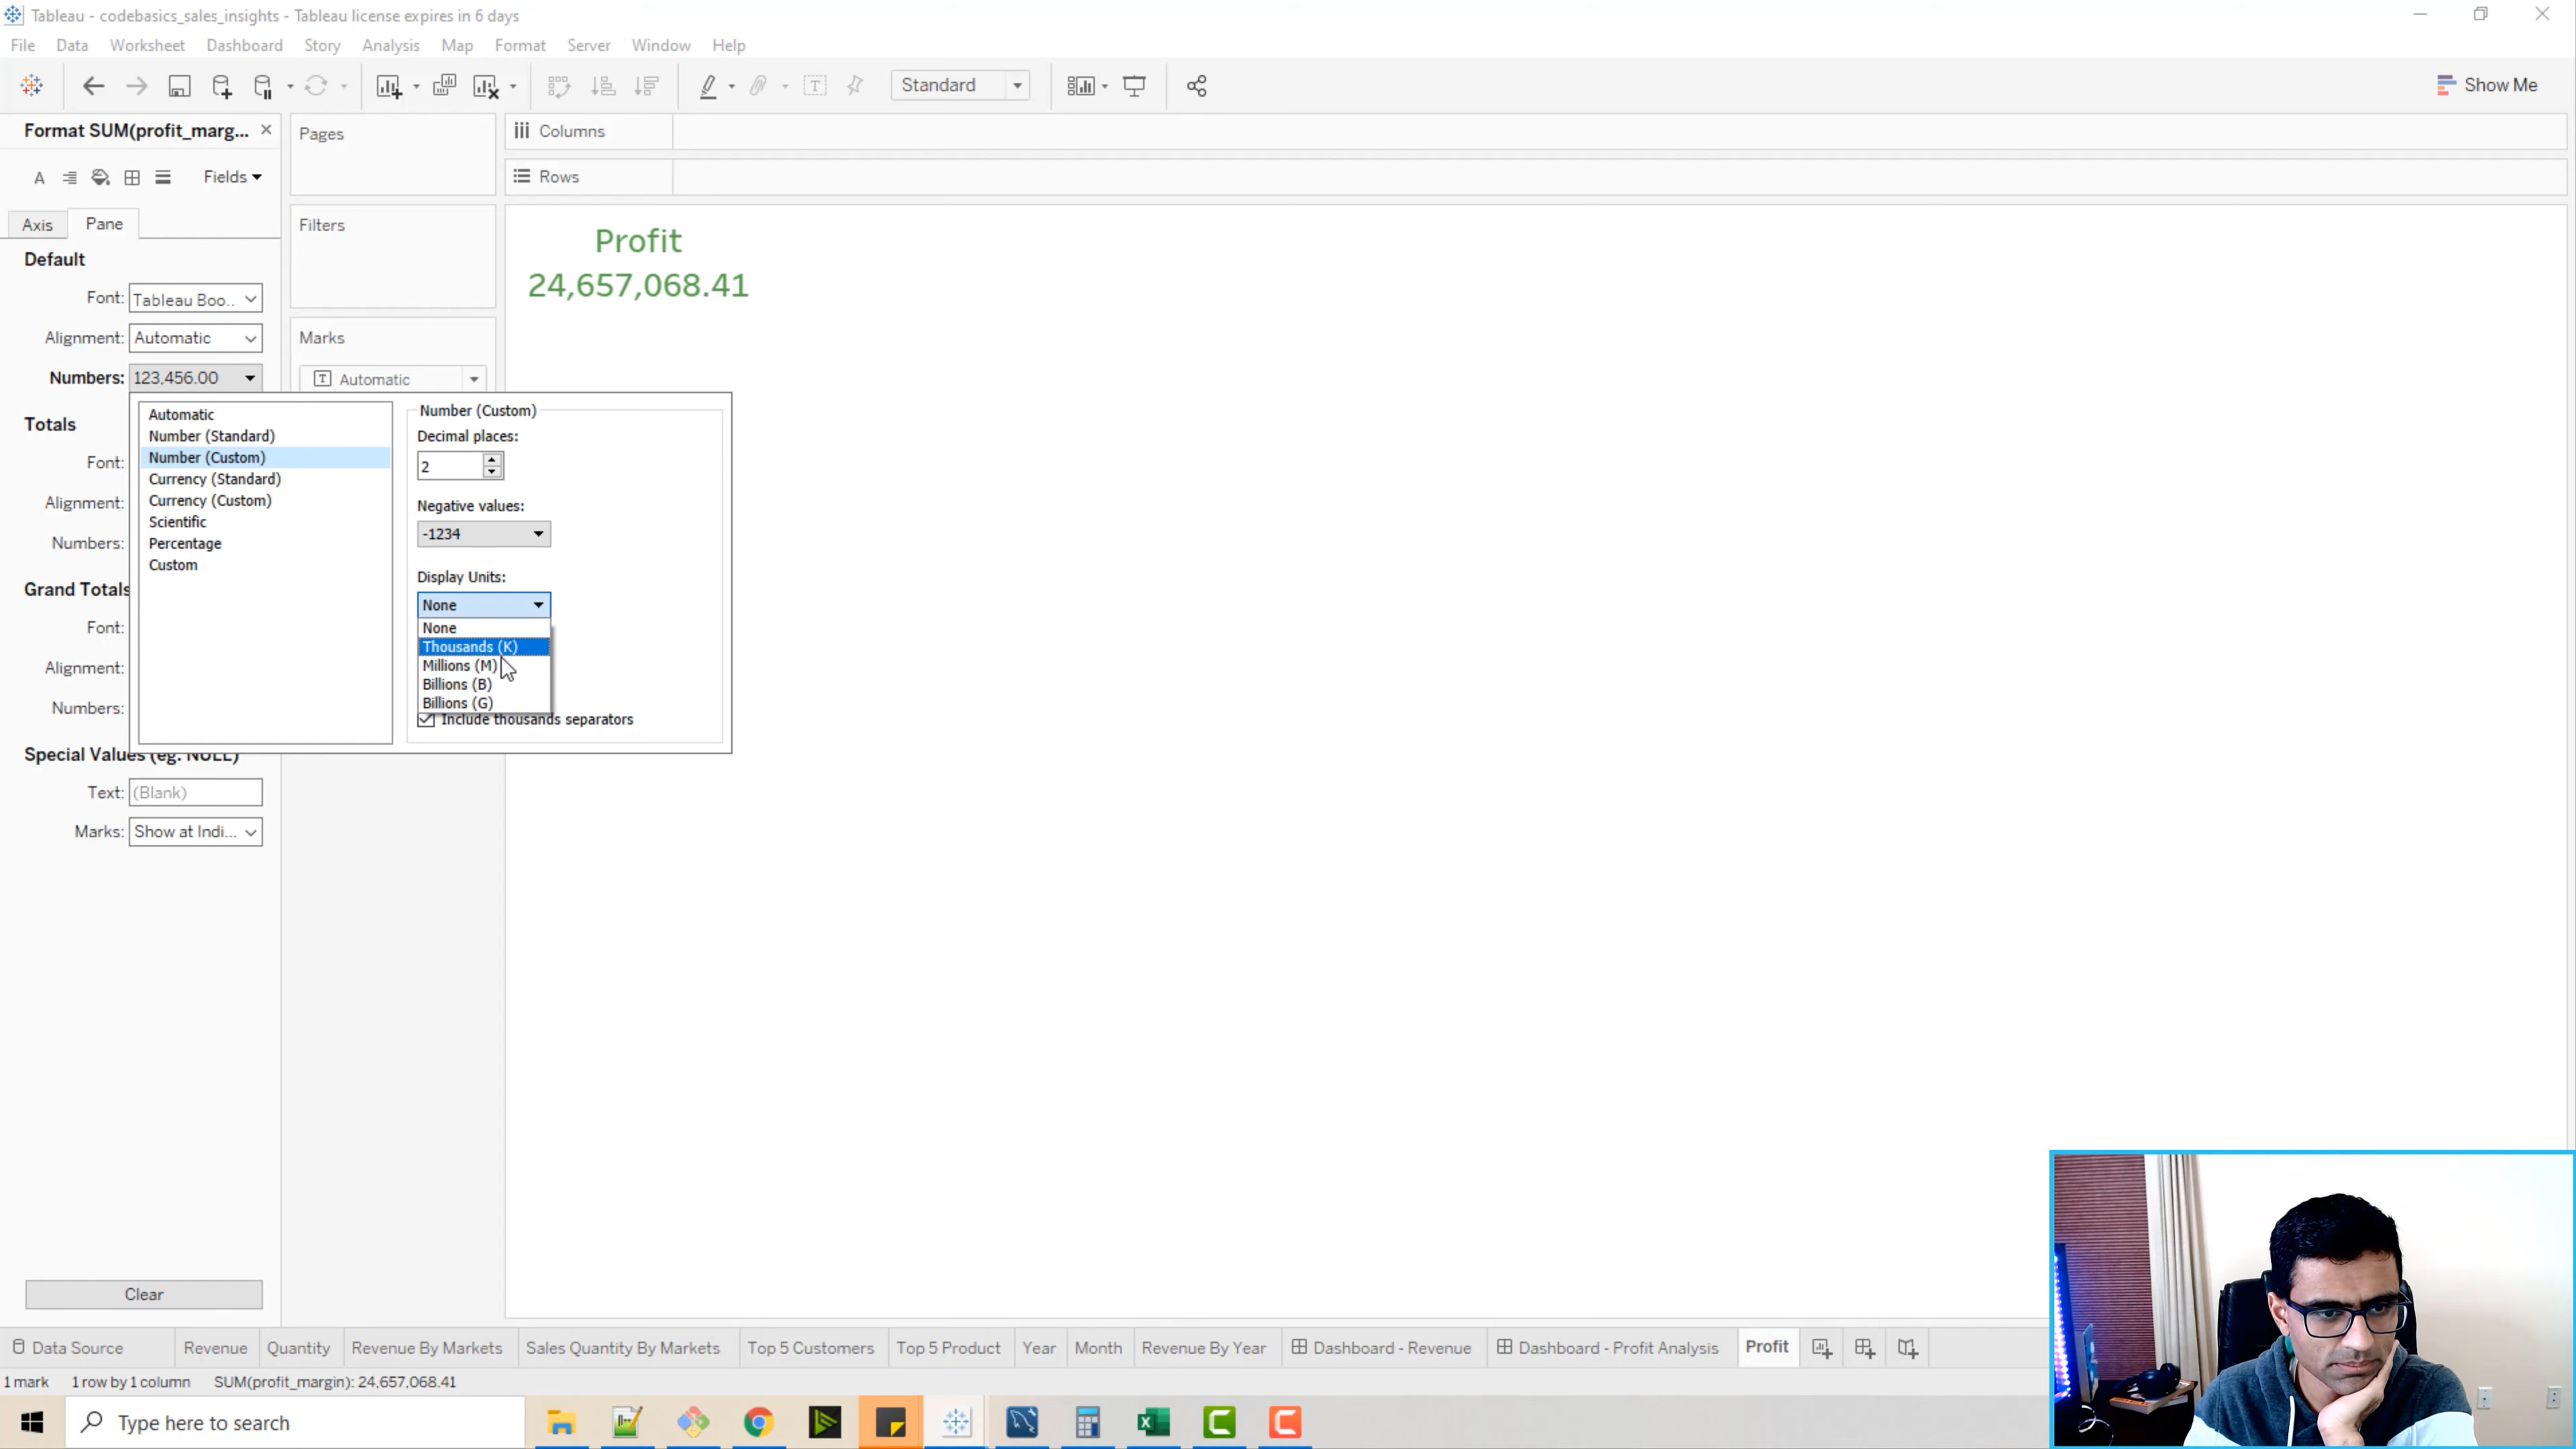 Tableau - codebasics_sales_insights - Tableau license expires in 6 days
File Data Worksheet Dashboard Story Analysis Map Format Server Window Help
Standard
Show Me
Format SUM(profit_marg...
Fields
Axis Pane
Default
Font: Tableau Boo..
Alignment: Automatic
Numbers: 123,456.00
Totals
Font:
Alignment:
Numbers:
Grand Totals
Font:
Alignment:
Numbers:
Special Values (eg. NULL)
Text: (Blank)
Marks: Show at Indi...
Clear
Automatic
Number (Standard)
Number (Custom)
Currency (Standard)
Currency (Custom)
Scientific
Percentage
Custom
Number (Custom)
Decimal places:
2
Negative values:
-1234
Display Units:
None
None
Thousands (K)
Millions (M)
Billions (B)
Billions (G)
Include thousands separators
Pages
Filters
Marks
T Automatic
Columns
Rows
Profit
24,657,068.41
Data Source Revenue Quantity Revenue By Markets Sales Quantity By Markets Top 5 Customers Top 5 Product Year Month Revenue By Year Dashboard - Revenue Dashboard - Profit Analysis Profit
1 mark 1 row by 1 column SUM(profit_margin): 24,657,068.41
Type here to search